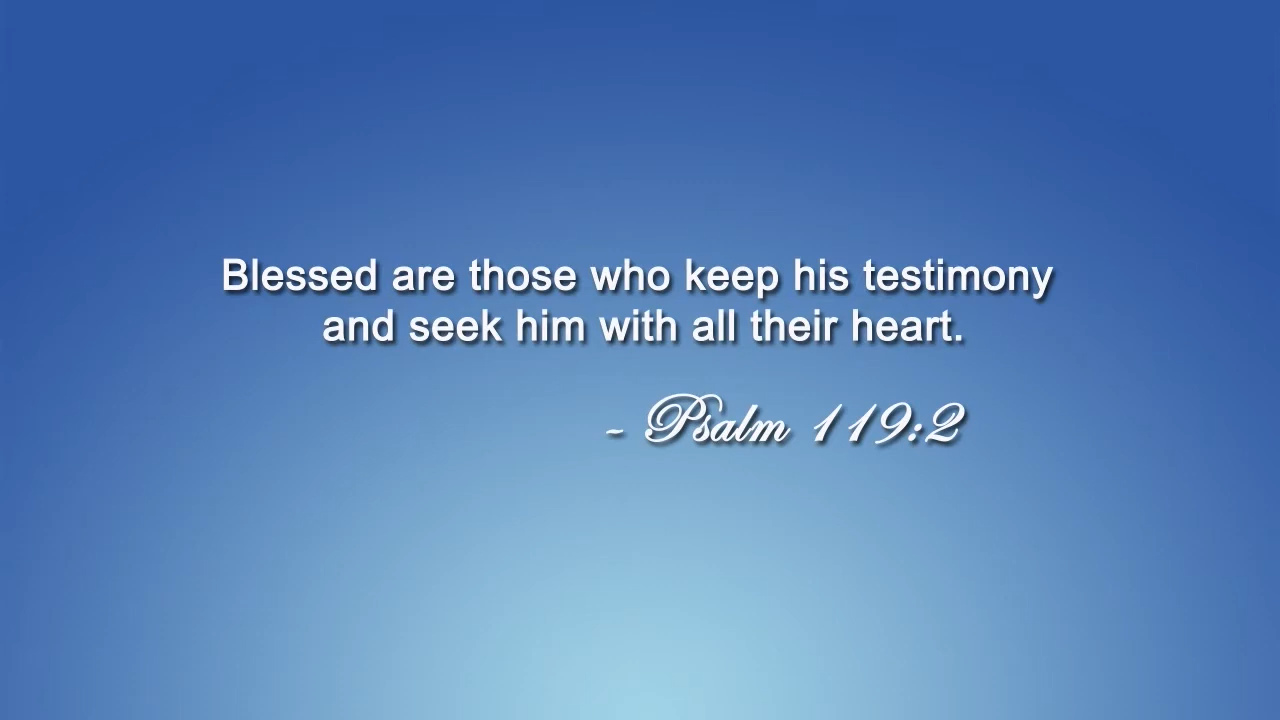 Blessed are those who keep his testimony
and seek him with all their heart.
- Psalm 119:2